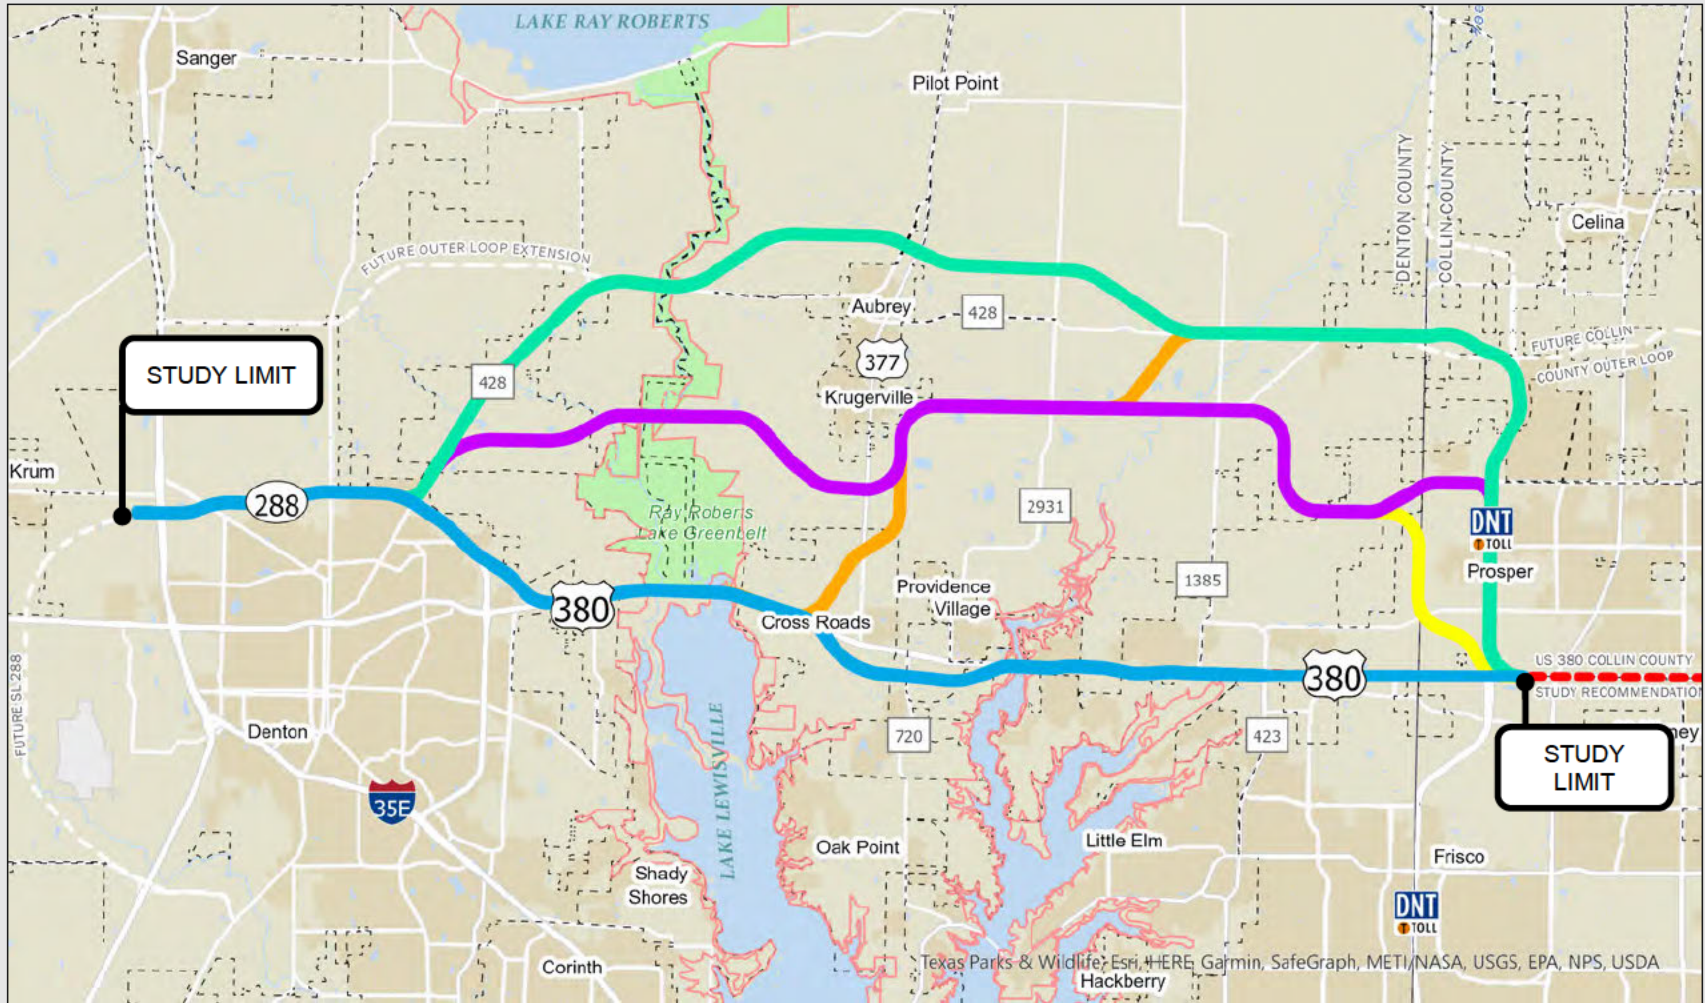 LAKE RAY ROBERTS
Sanger
Pilot Point
DENTON COUNTY
COLLIN COUNTY
Celina
FUTURE OUTER LOOP EXTENSION
Aubrey
428
377
FUTURE COLLIN
COUNTY OUTER LOOP
STUDY LIMIT
428
Krugerville
Krum
288
Ray Roberts
Lake Greenbelt
2931
DNT
TOLL
Prosper
1385
Providence
Village
380
Cross Roads
380
US 380 COLLIN COUNTY
STUDY RECOMMENDATION
FUTURE SL 288
Denton
720
423
ney
STUDY
LIMIT
35E
LAKE LEWISVILLE
Oak Point
Little Elm
Frisco
Shady
Shores
DNT
TOLL
Corinth
Texas Parks & Wildlife, Esri, HERE, Garmin, SafeGraph, METI/NASA, USGS, EPA, NPS, USDA
Hackberry